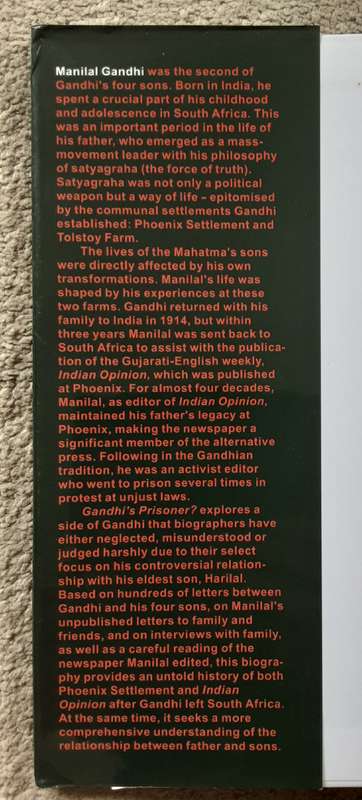 Manilal Gandhi was the second of
Gandhi's four sons. Born in India, he
spent a crucial part of his childhood
and adolescence in South Africa. This
was an important period in the life of
his father, who emerged as a mass-
movement leader with his philosophy
of satyagraha (the force of truth).
Satyagraha was not only a political
weapon but a way of life – epitomised
by the communal settlements Gandhi
established: Phoenix Settlement and
Tolstoy Farm.
The lives of the Mahatma's sons
were directly affected by his own
transformations. Manilal's life was
shaped by his experiences at these
two farms. Gandhi returned with his
family to India in 1914, but within
three years Manilal was sent back to
South Africa to assist with the publica-
tion of the Gujarati-English weekly,
Indian Opinion, which was published
at Phoenix. For almost four decades,
Manilal, as editor of Indian Opinion,
maintained his father's legacy at
Phoenix, making the newspaper a
significant member of the alternative
press. Following in the Gandhian
tradition, he was an activist editor
who went to prison several times in
protest at unjust laws.
Gandhi's Prisoner? explores a
side of Gandhi that biographers have
either neglected, misunderstood or
judged harshly due to their select
focus on his controversial relation-
ship with his eldest son, Harilal.
Based on hundreds of letters between
Gandhi and his four sons, on Manilal's
unpublished letters to family and
friends, and on interviews with family,
as well as a careful reading of the
newspaper Manilal edited, this biogra-
phy provides an untold history of both
Phoenix Settlement and Indian
Opinion after Gandhi left South Africa.
At the same time, it seeks a more
comprehensive understanding of the
relationship between father and sons.